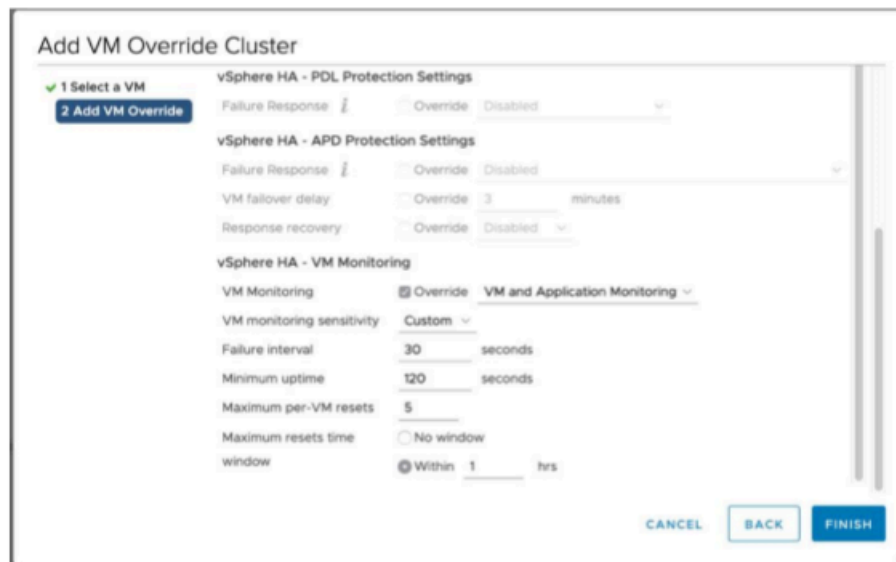 Add VM Override Cluster
1 Select a VM
2 Add VM Override
vSphere HA - PDL Protection Settings
Failure Response i Override Disabled
vSphere HA - APD Protection Settings
Failure Response i Override Disabled
VM failover delay Override 3 minutes
Response recovery Override Disabled
vSphere HA - VM Monitoring
VM Monitoring Override VM and Application Monitoring
VM monitoring sensitivity Custom
Failure interval 30 seconds
Minimum uptime 120 seconds
Maximum per-VM resets 5
Maximum resets time No window
window Within 1 hrs
CANCEL BACK FINISH